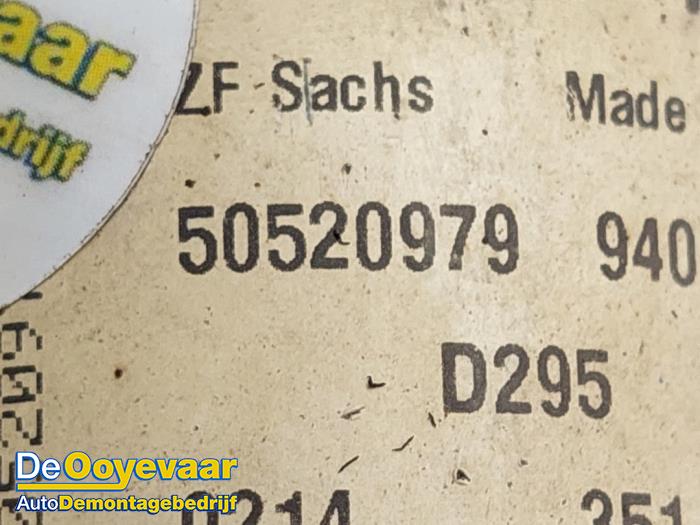 aar
drijf
ZF Sachs Made
50520979 940
D295
De Ooyevaar
AutoDemontagebedrijf